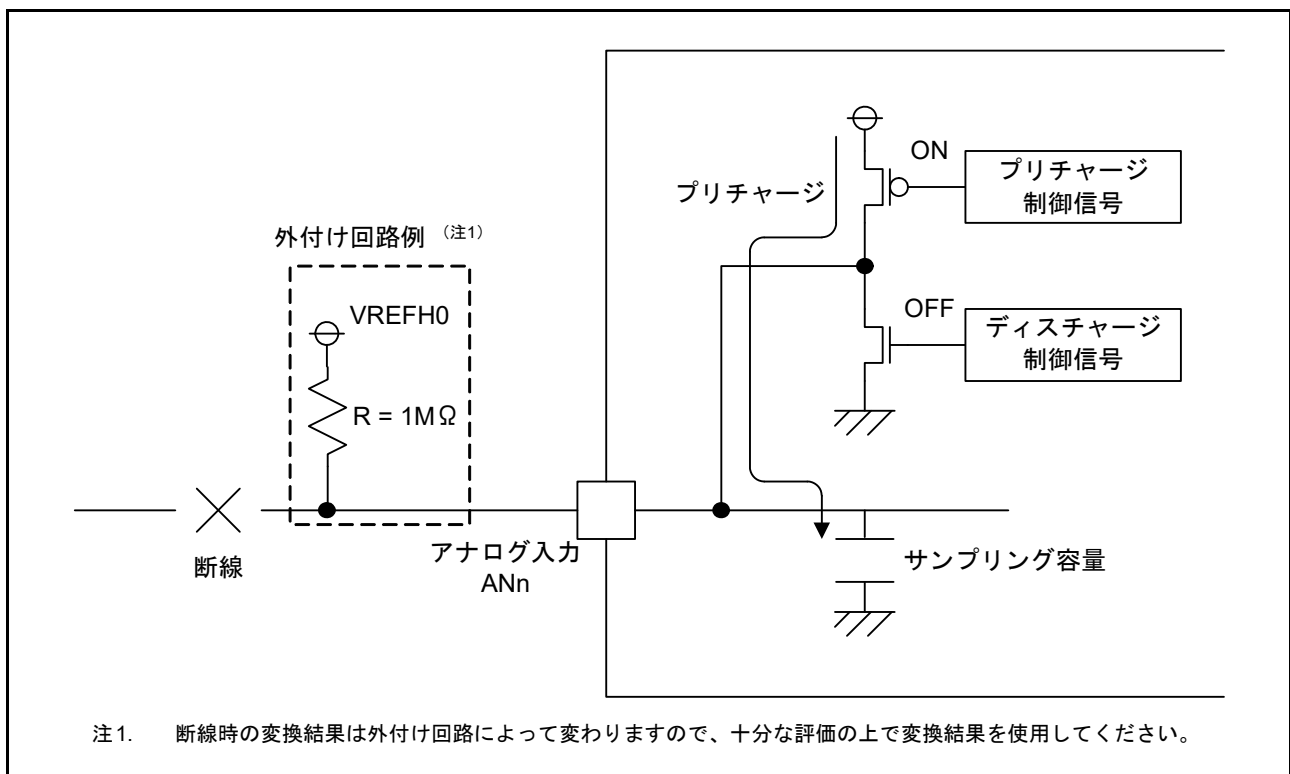 ON
プリチャージ
制御信号
プリチャージ
外付け回路例 （注1）
VREFH0
OFF
ディスチャージ
制御信号
R = 1MΩ
断線
アナログ入力
ANn
サンプリング容量
注1. 断線時の変換結果は外付け回路によって変わりますので、十分な評価の上で変換結果を使用してください。